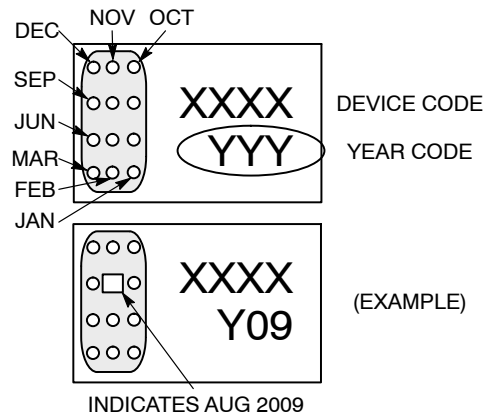 DEC NOV OCT
SEP
JUN
MAR
FEB
JAN
XXXX DEVICE CODE
YYY YEAR CODE
XXXX
Y09
(EXAMPLE)
INDICATES AUG 2009